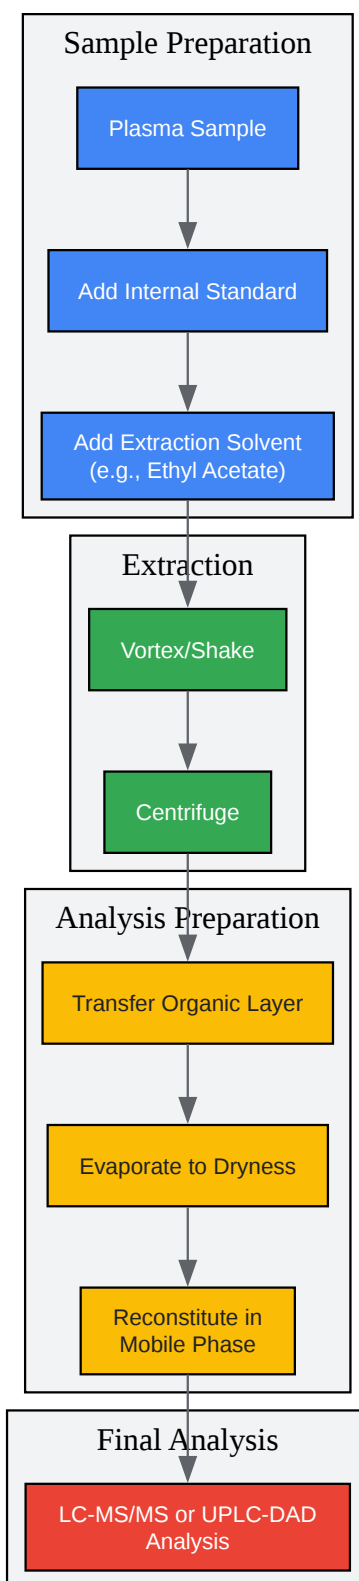 Sample Preparation
Plasma Sample
Add Internal Standard
Add Extraction Solvent
(e.g., Ethyl Acetate)
Extraction
Vortex/Shake
Centrifuge
Analysis Preparation
Transfer Organic Layer
Evaporate to Dryness
Reconstitute in
Mobile Phase
Final Analysis
LC-MS/MS or UPLC-DAD
Analysis